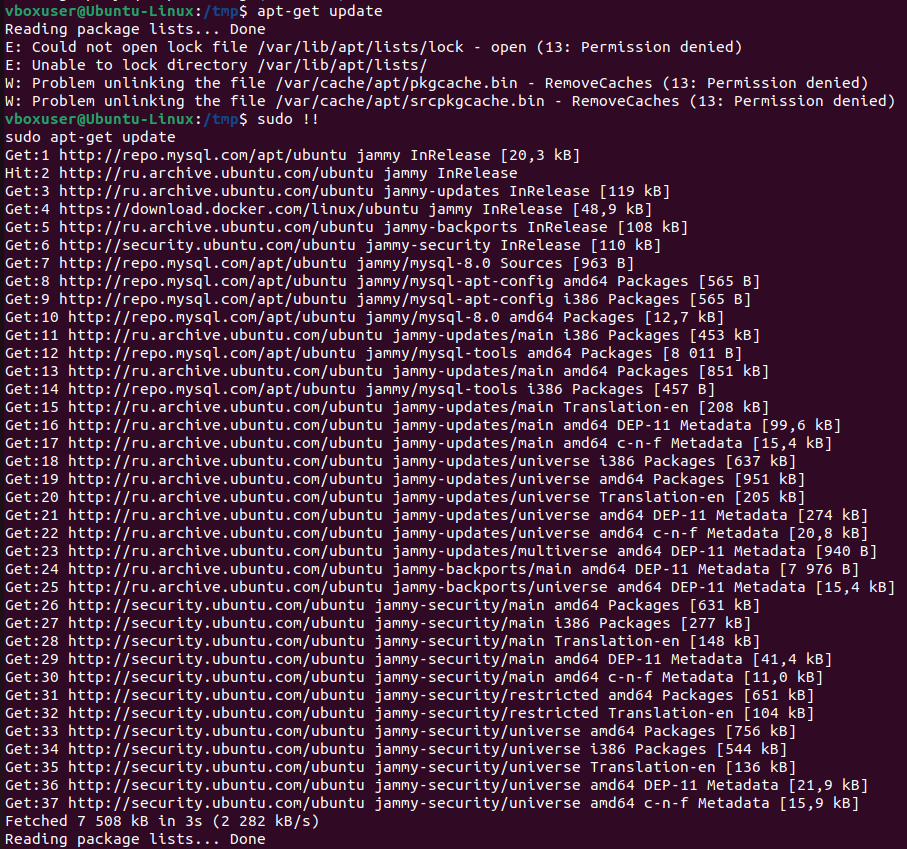 vboxuser@Ubuntu-Linux:/tmp$ apt-get update
Reading package lists... Done
E: Could not open lock file /var/lib/apt/lists/lock - open (13: Permission denied)
E: Unable to lock directory /var/lib/apt/lists/
W: Problem unlinking the file /var/cache/apt/pkgcache.bin - RemoveCaches (13: Permission denied)
W: Problem unlinking the file /var/cache/apt/srcpkgcache.bin - RemoveCaches (13: Permission denied)
vboxuser@Ubuntu-Linux:/tmp$ sudo !!
sudo apt-get update
Get:1 http://repo.mysql.com/apt/ubuntu jammy InRelease [20,3 kB]
Hit:2 http://ru.archive.ubuntu.com/ubuntu jammy InRelease
Get:3 http://ru.archive.ubuntu.com/ubuntu jammy-updates InRelease [119 kB]
Get:4 https://download.docker.com/linux/ubuntu jammy InRelease [48,9 kB]
Get:5 http://ru.archive.ubuntu.com/ubuntu jammy-backports InRelease [108 kB]
Get:6 http://security.ubuntu.com/ubuntu jammy-security InRelease [110 kB]
Get:7 http://repo.mysql.com/apt/ubuntu jammy/mysql-8.0 Sources [963 B]
Get:8 http://repo.mysql.com/apt/ubuntu jammy/mysql-apt-config amd64 Packages [565 B]
Get:9 http://repo.mysql.com/apt/ubuntu jammy/mysql-apt-config i386 Packages [565 B]
Get:10 http://repo.mysql.com/apt/ubuntu jammy/mysql-8.0 amd64 Packages [12,7 kB]
Get:11 http://ru.archive.ubuntu.com/ubuntu jammy-updates/main i386 Packages [453 kB]
Get:12 http://repo.mysql.com/apt/ubuntu jammy/mysql-tools amd64 Packages [8 011 B]
Get:13 http://ru.archive.ubuntu.com/ubuntu jammy-updates/main amd64 Packages [851 kB]
Get:14 http://repo.mysql.com/apt/ubuntu jammy/mysql-tools i386 Packages [457 B]
Get:15 http://ru.archive.ubuntu.com/ubuntu jammy-updates/main Translation-en [208 kB]
Get:16 http://ru.archive.ubuntu.com/ubuntu jammy-updates/main amd64 DEP-11 Metadata [99,6 kB]
Get:17 http://ru.archive.ubuntu.com/ubuntu jammy-updates/main amd64 c-n-f Metadata [15,4 kB]
Get:18 http://ru.archive.ubuntu.com/ubuntu jammy-updates/universe i386 Packages [637 kB]
Get:19 http://ru.archive.ubuntu.com/ubuntu jammy-updates/universe amd64 Packages [951 kB]
Get:20 http://ru.archive.ubuntu.com/ubuntu jammy-updates/universe Translation-en [205 kB]
Get:21 http://ru.archive.ubuntu.com/ubuntu jammy-updates/universe amd64 DEP-11 Metadata [274 kB]
Get:22 http://ru.archive.ubuntu.com/ubuntu jammy-updates/universe amd64 c-n-f Metadata [20,8 kB]
Get:23 http://ru.archive.ubuntu.com/ubuntu jammy-updates/multiverse amd64 DEP-11 Metadata [940 B]
Get:24 http://ru.archive.ubuntu.com/ubuntu jammy-backports/main amd64 DEP-11 Metadata [7 976 B]
Get:25 http://ru.archive.ubuntu.com/ubuntu jammy-backports/universe amd64 DEP-11 Metadata [15,4 kB]
Get:26 http://security.ubuntu.com/ubuntu jammy-security/main amd64 Packages [631 kB]
Get:27 http://security.ubuntu.com/ubuntu jammy-security/main i386 Packages [277 kB]
Get:28 http://security.ubuntu.com/ubuntu jammy-security/main Translation-en [148 kB]
Get:29 http://security.ubuntu.com/ubuntu jammy-security/main amd64 DEP-11 Metadata [41,4 kB]
Get:30 http://security.ubuntu.com/ubuntu jammy-security/main amd64 c-n-f Metadata [11,0 kB]
Get:31 http://security.ubuntu.com/ubuntu jammy-security/restricted amd64 Packages [651 kB]
Get:32 http://security.ubuntu.com/ubuntu jammy-security/restricted Translation-en [104 kB]
Get:33 http://security.ubuntu.com/ubuntu jammy-security/universe amd64 Packages [756 kB]
Get:34 http://security.ubuntu.com/ubuntu jammy-security/universe i386 Packages [544 kB]
Get:35 http://security.ubuntu.com/ubuntu jammy-security/universe Translation-en [136 kB]
Get:36 http://security.ubuntu.com/ubuntu jammy-security/universe amd64 DEP-11 Metadata [21,9 kB]
Get:37 http://security.ubuntu.com/ubuntu jammy-security/universe amd64 c-n-f Metadata [15,9 kB]
Fetched 7 508 kB in 3s (2 282 kB/s)
Reading package lists... Done